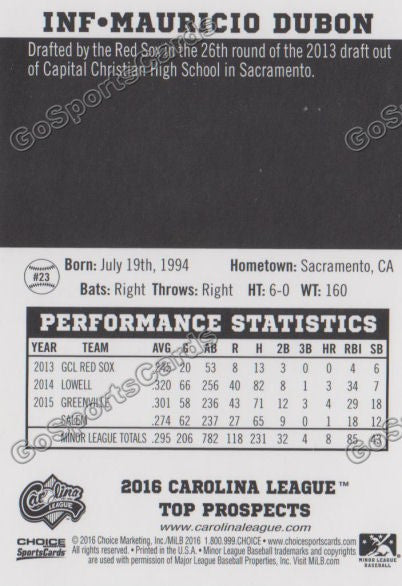 INF•MAURICIO DUBON
Drafted by the Red Sox in the 26th round of the 2013 draft out
of Capital Christian High School in Sacramento.
#23
Born: July 19th, 1994 Hometown: Sacramento, CA
Bats: Right Throws: Right HT: 6-0 WT: 160
PERFORMANCE STATISTICS
YEAR TEAM AVG G AB R H 2B 3B HR RBI SB
2013 GCL RED SOX .245 20 53 8 13 3 0 0 4 6
2014 LOWELL .320 66 256 40 82 8 1 3 34 7
2015 GREENVILLE .301 58 236 43 71 12 3 4 29 18
SALEM .274 62 237 27 65 9 0 1 18 12
MINOR LEAGUE TOTALS .295 206 782 118 231 32 4 8 85 43
Carolina League
2016 CAROLINA LEAGUE™
TOP PROSPECTS
www.carolinaleague.com
CHOICE
SportsCards
© 2016 Choice Marketing, Inc./MiLB 2016 1.800.999.CHOICE • www.choicesportscards.com
All rights reserved. • Printed in the U.S.A. • Minor League Baseball trademarks and copyrights
are used with permission of Major League Baseball Properties, Inc. Visit MiLB.com
MINOR LEAGUE
BASEBALL
GoSportsCards
GoSportsCards
GoSportsCards
GoSportsCards
GoSportsCards